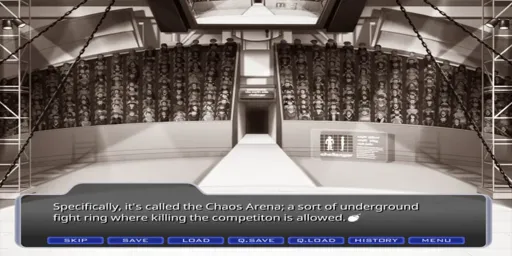 Specifically, it's called the Chaos Arena; a sort of underground
fight ring where killing the competiton is allowed.
SKIP
SAVE
LOAD
Q.SAVE
Q.LOAD
HISTORY
MENU